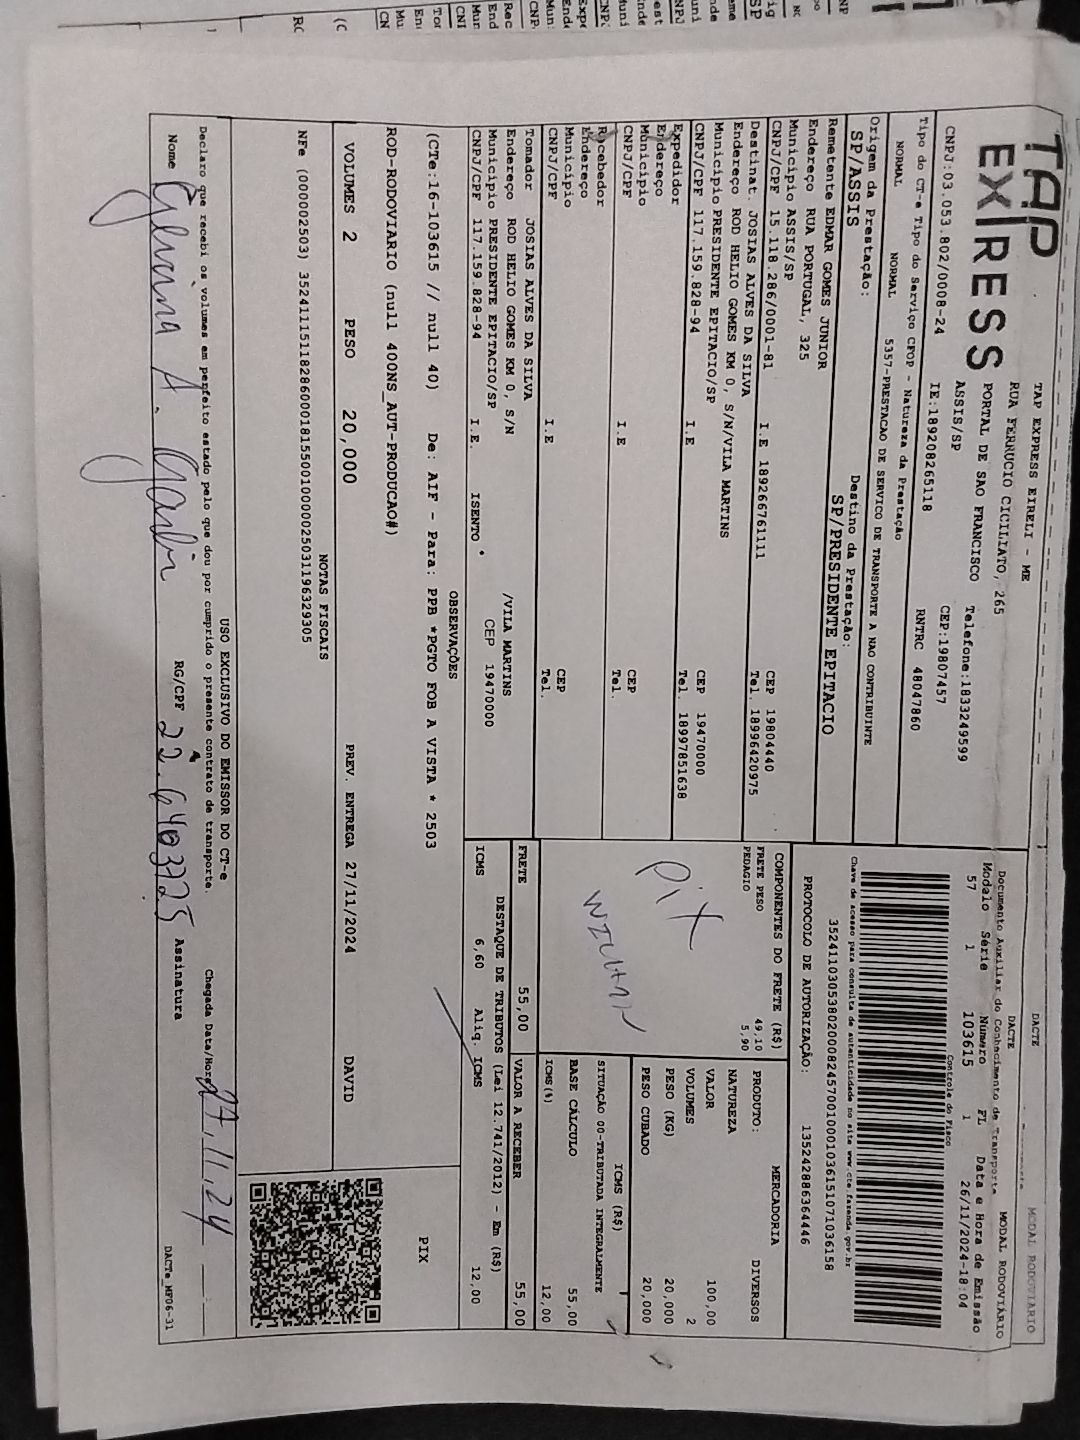 TAP
EXPRESS
TAP EXPRESS EIRELI - ME
RUA FERRUCIO CICILIATO, 265
PORTAL DE SAO FRANCISCO Telefone:1833249599
ASSIS/SP CEP:19807457
CNPJ:03.053.802/0008-24 IE:189208265118 RNTRC 48047860
DACTE
MODAL RODOVIÁRIO
DACTE MODAL RODOVIÁRIO
Documento Auxiliar do Conhecimento de Transporte
Modalo Série Número FL Data e Hora de Emissão
57 1 103615 1 26/11/2024-18:04
Controle do Fisco
Tipo do CT-e Tipo do Serviço CFOP - Natureza da Prestação
NORMAL NORMAL 5357-PRESTACAO DE SERVICO DE TRANSPORTE A NAO CONTRIBUINTE
Chave de acesso para consulta de autenticidade no site www.cte.fazenda.gov.br
35241103053802000824570010001036151071036158
Origem da Prestação: Destino da Prestação:
SP/ASSIS SP/PRESIDENTE EPITACIO
PROTOCOLO DE AUTORIZAÇÃO: 135242886364446
Remetente EDMAR GOMES JUNIOR
Endereço RUA PORTUGAL, 325
Município ASSIS/SP CEP 19804440
CNPJ/CPF 15.118.286/0001-81 I.E 189266761111 Tel. 18996420975
Destinat. JOSIAS ALVES DA SILVA
Endereço ROD HELIO GOMES KM 0, S/N/VILA MARTINS
Município PRESIDENTE EPITACIO/SP CEP 19470000
CNPJ/CPF 117.159.828-94 I.E Tel. 18997851638
Expedidor
Endereço
Município CEP
CNPJ/CPF I.E Tel.
Recebedor
Endereço
Município CEP
CNPJ/CPF I.E Tel.
Tomador JOSIAS ALVES DA SILVA
Endereço ROD HELIO GOMES KM 0, S/N /VILA MARTINS
Município PRESIDENTE EPITACIO/SP CEP 19470000
CNPJ/CPF 117.159.828-94 I.E. ISENTO
COMPONENTES DO FRETE (R$)
FRETE PESO 49,10
PEDAGIO 5,90
Pix
MERCADORIA
PRODUTO: DIVERSOS
NATUREZA
VALOR 100,00
VOLUMES 2
PESO (KG) 20,000
PESO CUBADO 20,000
ICMS (R$)
SITUAÇÃO 00-TRIBUTADA INTEGRALMENTE
BASE CÁLCULO 55,00
ICMS(%) 12,00
FRETE 55,00 VALOR A RECEBER 55,00
DESTAQUE DE TRIBUTOS (Lei 12.741/2012) - Em (R$)
ICMS 6,60 Aliq. ICMS 12,00
OBSERVAÇÕES
(CTe:16-103615 // null 40) De: AIF - Para: PPB *PGTO FOB A VISTA * 2503
ROD-RODOVIARIO (null 400NS_AUT-PRODUCAO#)
PIX
VOLUMES 2 PESO 20,000 PREV. ENTREGA 27/11/2024 DAVID
NOTAS FISCAIS
NFe (000002503) 35241115118286000181550010000025031196329305
USO EXCLUSIVO DO EMISSOR DO CT-e
Declaro que recebi os volumes em perfeito estado pelo que dou por cumprido o presente contrato de transporte. Chegada Data/Hora 27.11.24
Nome RG/CPF 22.6403725 Assinatura
DACTe_MF06-31